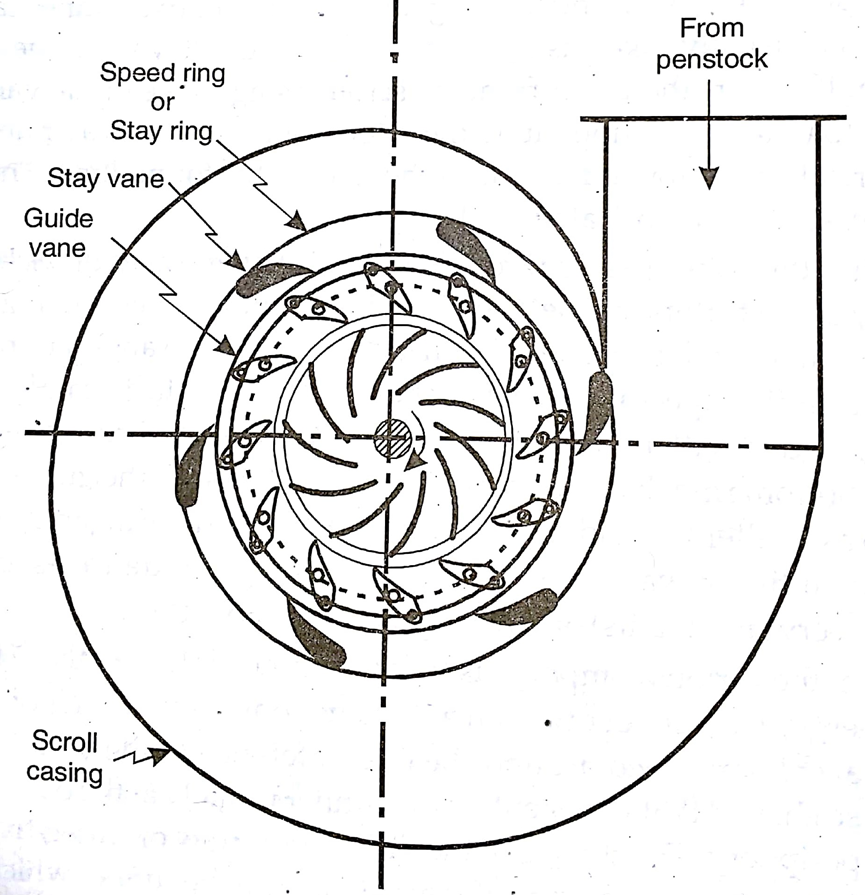 From
penstock
Speed ring
or
Stay ring
Stay vane
Guide
vane
Scroll
casing